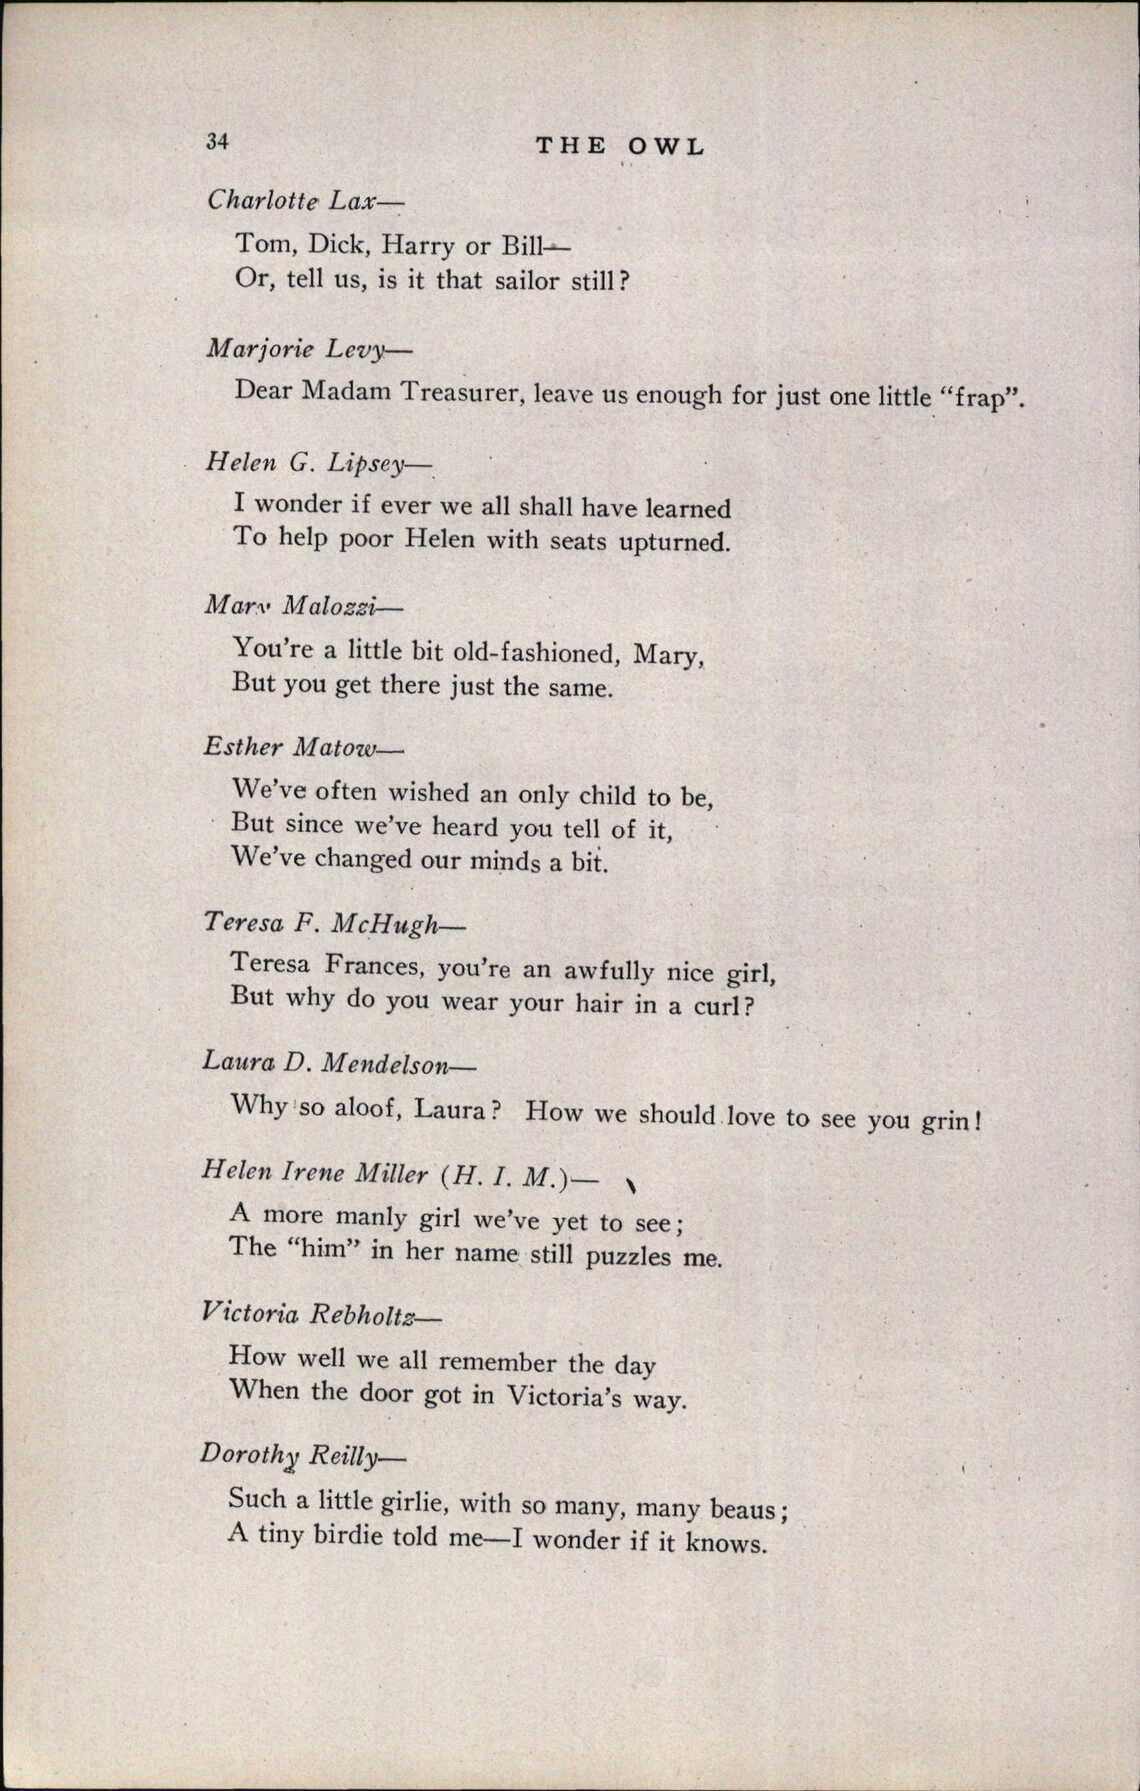 34
THE OWL
Charlotte Lax—
Tom, Dick, Harry or Bill—
Or, tell us, is it that sailor still?
Marjorie Levy—
Dear Madam Treasurer, leave us enough for just one little “frap”.
Helen G. Lipsey—
I wonder if ever we all shall have learned
To help poor Helen with seats upturned.
Mary Malozzi—
You’re a little bit old-fashioned, Mary,
But you get there just the same.
Esther Matow—
We’ve often wished an only child to be,
But since we’ve heard you tell of it,
We’ve changed our minds a bit.
Teresa F. McHugh—
Teresa Frances, you’re an awfully nice girl,
But why do you wear your hair in a curl?
Laura D. Mendelson—
Why so aloof, Laura? How we should love to see you grin!
Helen Irene Miller (H. I. M.)—
A more manly girl we’ve yet to see;
The “him” in her name still puzzles me.
Victoria Rebholtz—
How well we all remember the day
When the door got in Victoria’s way.
Dorothy Reilly—
Such a little girlie, with so many, many beaus;
A tiny birdie told me—I wonder if it knows.